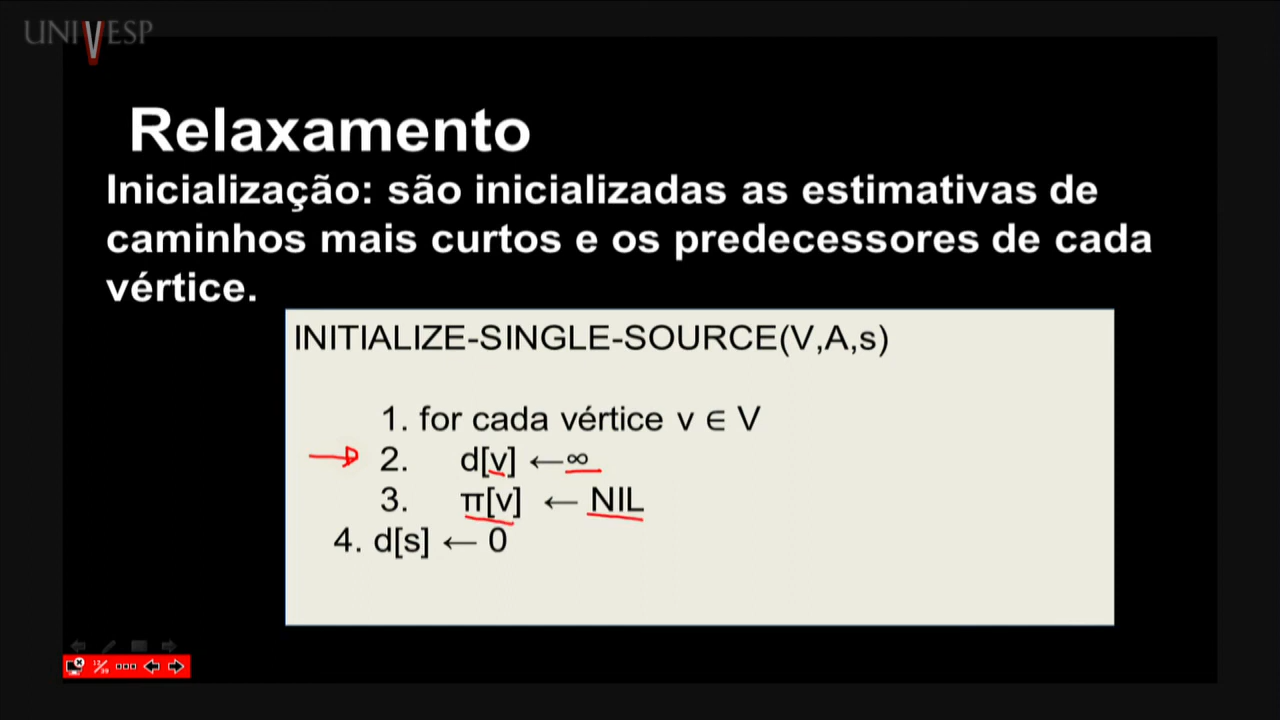 UNIVESP
Relaxamento
Inicialização: são inicializadas as estimativas de
caminhos mais curtos e os predecessores de cada
vértice.
INITIALIZE-SINGLE-SOURCE(V,A,s)
1. for cada vértice v ∈ V
2. d[v] ←∞
3. π[v] ← NIL
4. d[s] ← 0